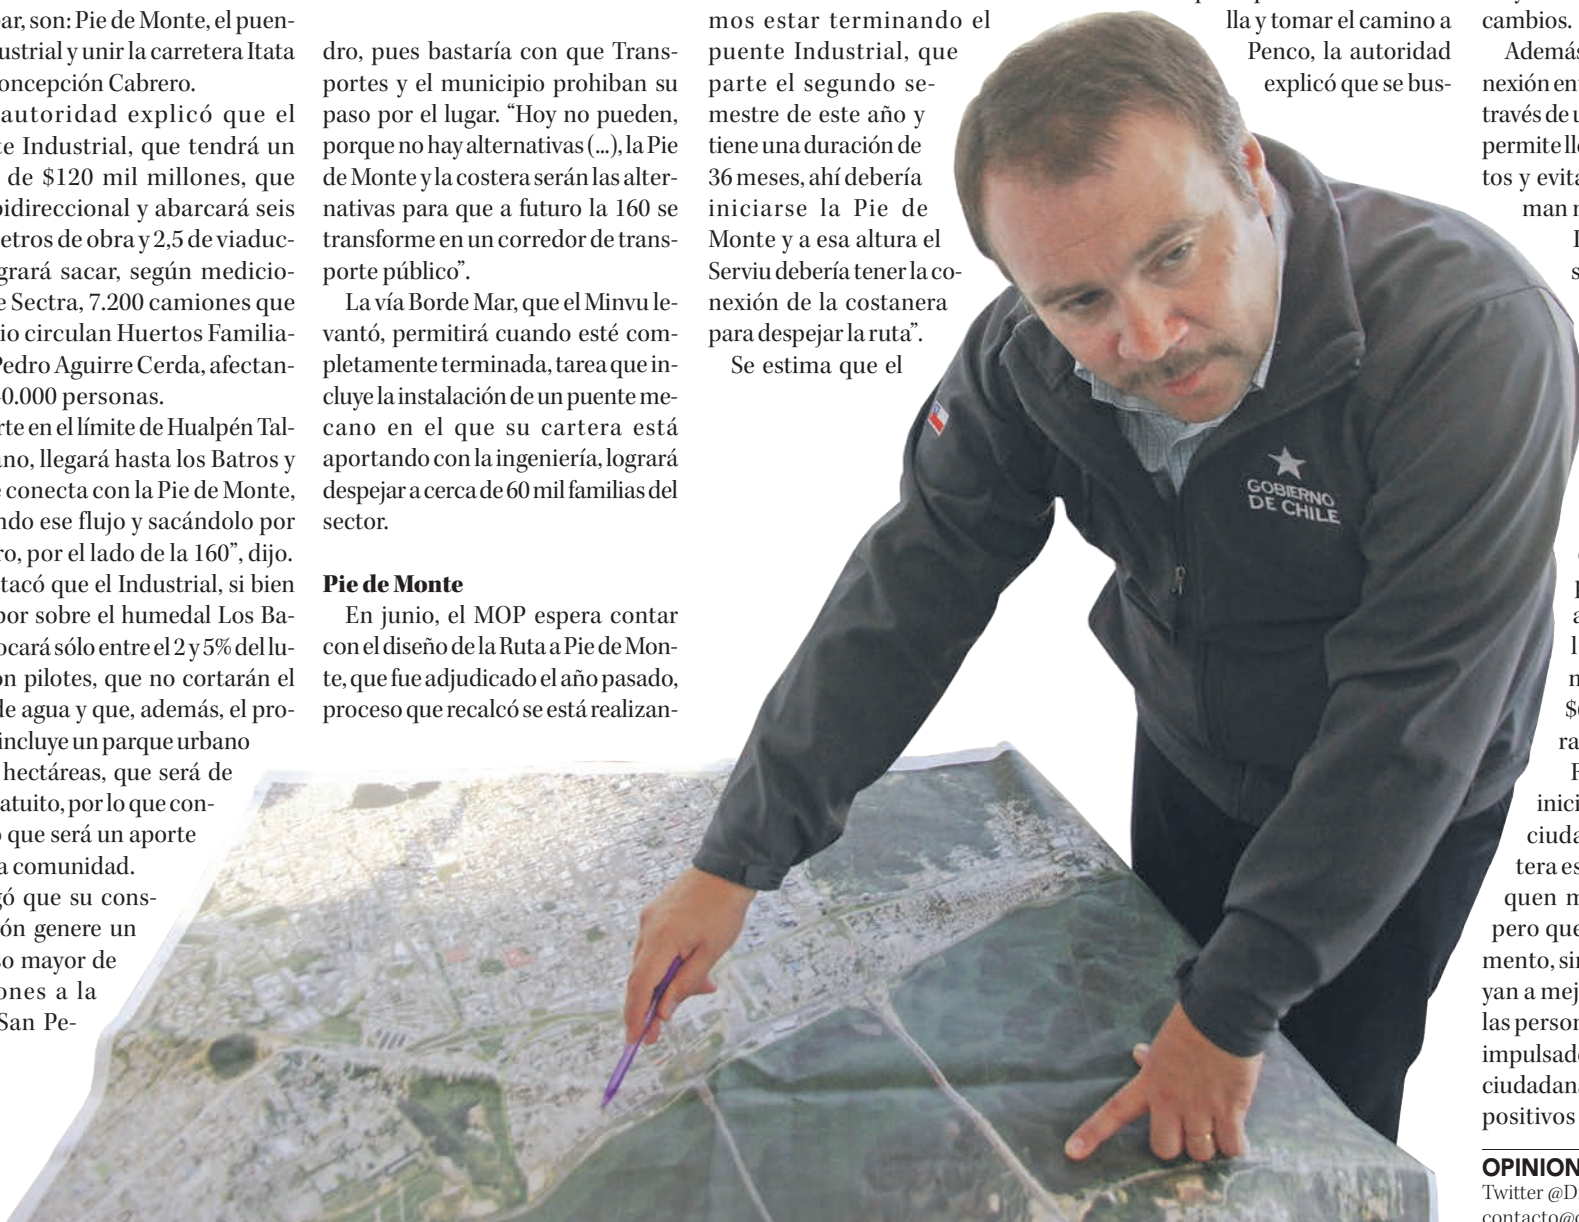 ar, son: Pie de Monte, el puen-
ustrial y unir la carretera Itata
oncepción Cabrero.
autoridad explicó que el
te Industrial, que tendrá un
de $120 mil millones, que
bidireccional y abarcará seis
etros de obra y 2,5 de viaduc-
grará sacar, según medicio-
e Sectra, 7.200 camiones que
io circulan Huertos Familia-
Pedro Aguirre Cerda, afectan-
0.000 personas.
rte en el límite de Hualpén Tal-
ano, llegará hasta los Batros y
e conecta con la Pie de Monte,
ndo ese flujo y sacándolo por
ro, por el lado de la 160”, dijo.
tacó que el Industrial, si bien
por sobre el humedal Los Ba-
ocará sólo entre el 2 y 5% del lu-
on pilotes, que no cortarán el
de agua y que, además, el pro-
incluye un parque urbano
hectáreas, que será de
atuito, por lo que con-
o que será un aporte
a comunidad.
gó que su cons-
ón genere un
so mayor de
ones a la
San Pe-
dro, pues bastaría con que Trans-
portes y el municipio prohiban su
paso por el lugar. “Hoy no pueden,
porque no hay alternativas (...), la Pie
de Monte y la costera serán las alter-
nativas para que a futuro la 160 se
transforme en un corredor de trans-
porte público”.
La vía Borde Mar, que el Minvu le-
vantó, permitirá cuando esté com-
pletamente terminada, tarea que in-
cluye la instalación de un puente me-
cano en el que su cartera está
aportando con la ingeniería, logrará
despejar a cerca de 60 mil familias del
sector.
Pie de Monte
En junio, el MOP espera contar
con el diseño de la Ruta a Pie de Mon-
te, que fue adjudicado el año pasado,
proceso que recalcó se está realizan-
mos estar terminando el
puente Industrial, que
parte el segundo se-
mestre de este año y
tiene una duración de
36 meses, ahí debería
iniciarse la Pie de
Monte y a esa altura el
Serviu debería tener la co-
nexión de la costanera
para despejar la ruta”.
Se estima que el
lla y tomar el camino a
Penco, la autoridad
explicó que se bus-
GOBIERNO
DE CHILE
cambios.
Además
nexión en
través de u
permite ll
tos y evita
man
inici
ciuda
tera es
quen m
pero que
mento, si
yan a mej
las person
impulsad
ciudadan
positivos
OPINION
Twitter @D
contacto@